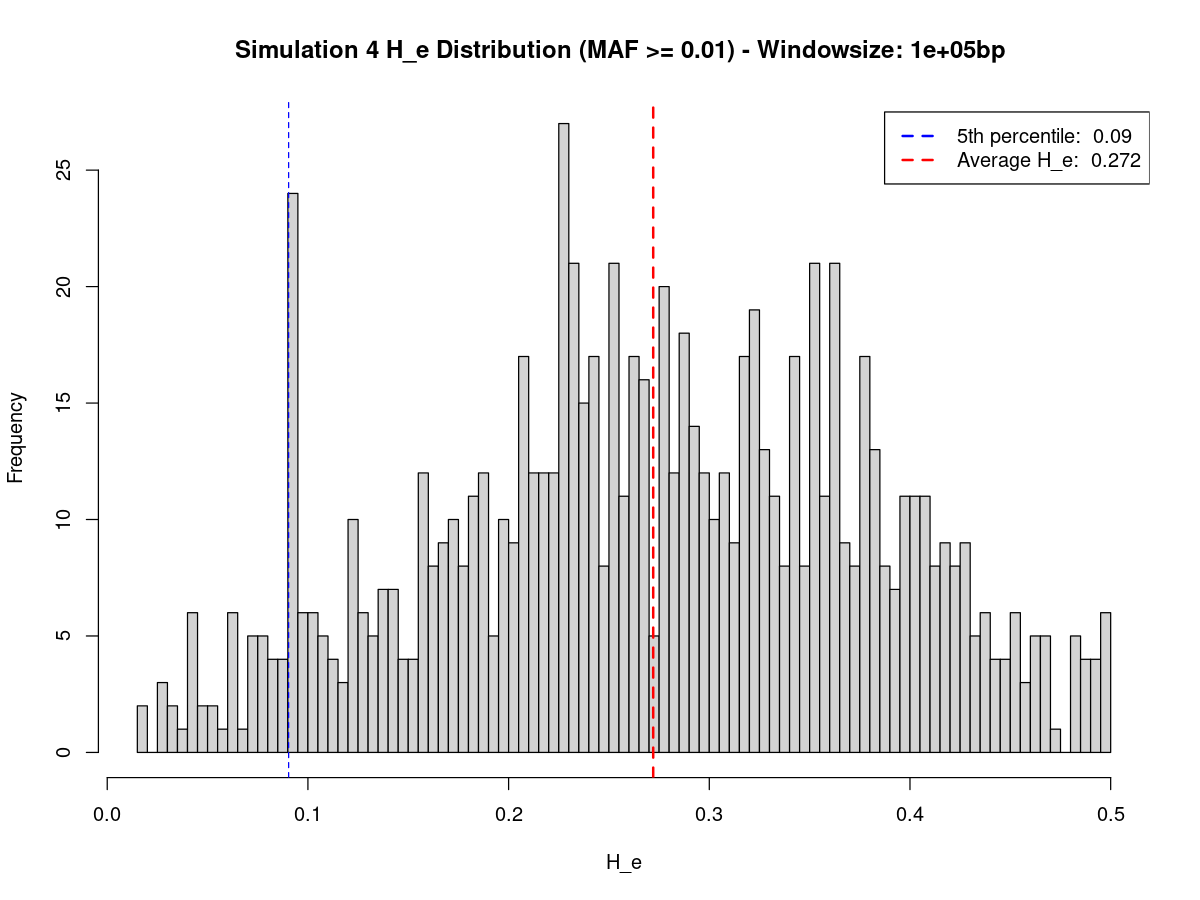 Simulation 4 H_e Distribution (MAF >= 0.01) - Windowsize: 1e+05bp
5th percentile: 0.09
Average H_e: 0.272
Frequency
25
20
15
10
5
0
0.0 0.1 0.2 0.3 0.4 0.5
H_e